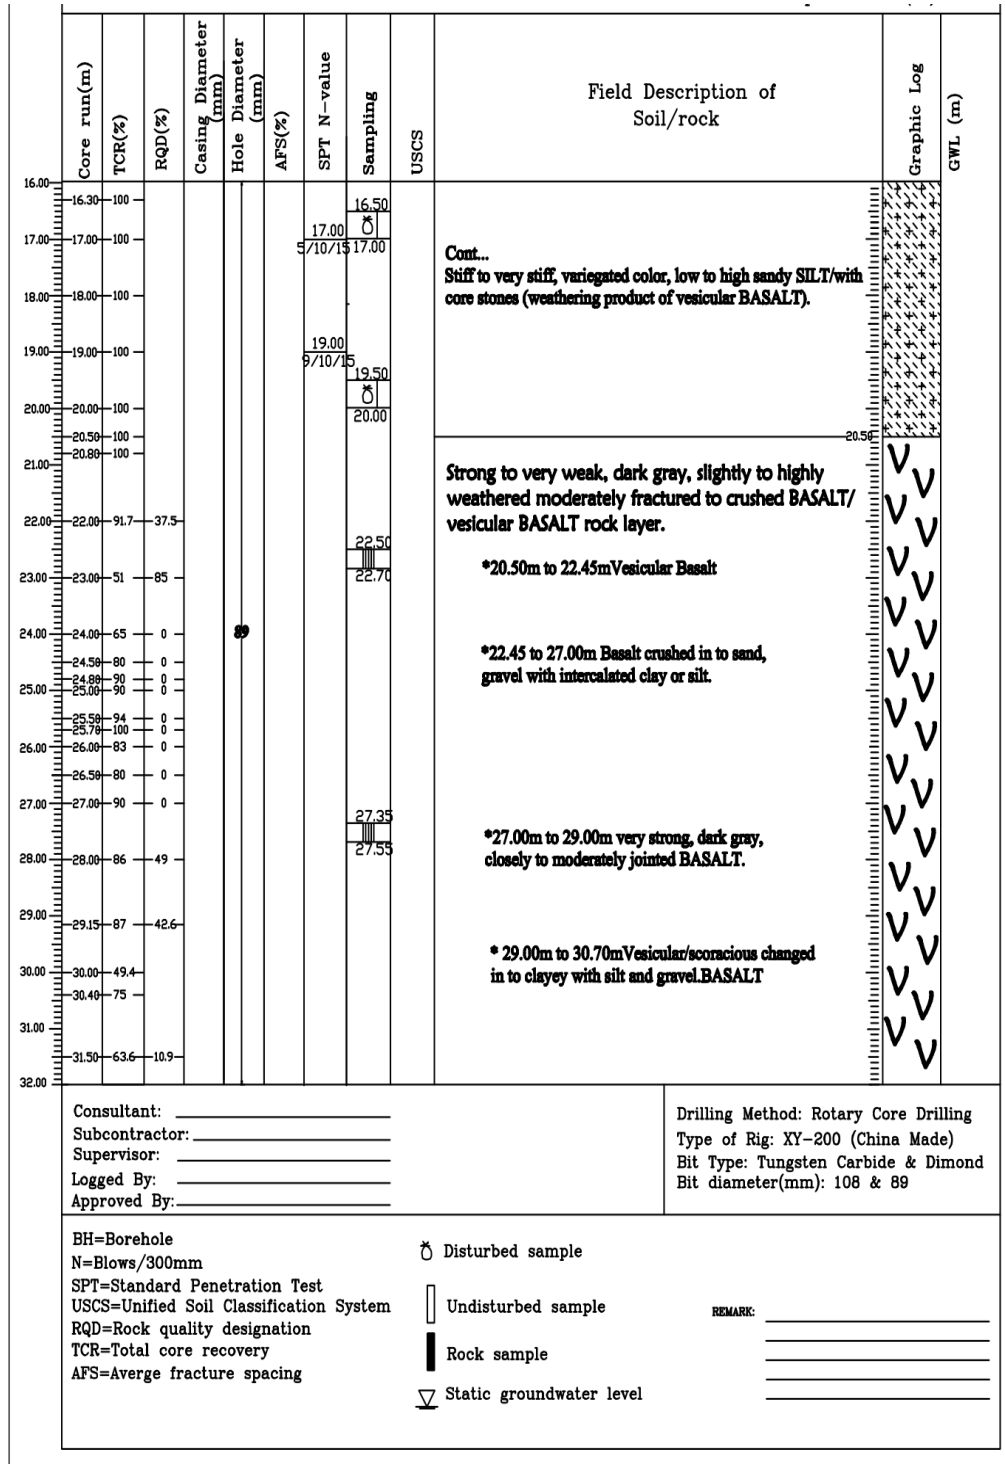 Core run(m)
TCR(%)
RQD(%)
Casing Diameter (mm)
Hole Diameter (mm)
AFS(%)
SPT N-value
Sampling
USCS
Field Description of
Soil/rock
Graphic Log
GWL (m)
16.00
16.30 100
16.50
17.00
17.00 17.00 100
5/10/15 17.00
Cont...
Stiff to very stiff, variegated color, low to high sandy SILT/with
core stones (weathering product of vesicular BASALT).
18.00 18.00 100
19.00
19.00 19.00 100
9/10/15
19.50
20.00 20.00 100
20.00
20.50 100
20.50
20.80 100
21.00
Strong to very weak, dark gray, slightly to highly
weathered moderately fractured to crushed BASALT/
vesicular BASALT rock layer.
22.00 22.00 91.7 37.5
22.50
*20.50m to 22.45mVesicular Basalt
23.00 23.00 51 85
22.70
24.00 24.00 65 0
89
*22.45 to 27.00m Basalt crushed in to sand,
gravel with intercalated clay or silt.
24.50 80 0
24.80 90 0
25.00 25.00 90 0
25.50 94 0
25.70 100 0
26.00 26.00 83 0
26.50 80 0
27.00 27.00 90 0
27.35
*27.00m to 29.00m very strong, dark gray,
closely to moderately jointed BASALT.
27.55
28.00 28.00 86 49
29.00
29.15 87 42.6
* 29.00m to 30.70mVesicular/scoracious changed
in to clayey with silt and gravel.BASALT
30.00 30.00 49.4
30.40 75
31.00
31.50 63.6 10.9
32.00
Consultant:
Subcontractor:
Supervisor:
Logged By:
Approved By:
Drilling Method: Rotary Core Drilling
Type of Rig: XY-200 (China Made)
Bit Type: Tungsten Carbide & Dimond
Bit diameter(mm): 108 & 89
BH=Borehole
N=Blows/300mm
SPT=Standard Penetration Test
USCS=Unified Soil Classification System
RQD=Rock quality designation
TCR=Total core recovery
AFS=Averge fracture spacing
Disturbed sample
Undisturbed sample
Rock sample
Static groundwater level
REMARK: